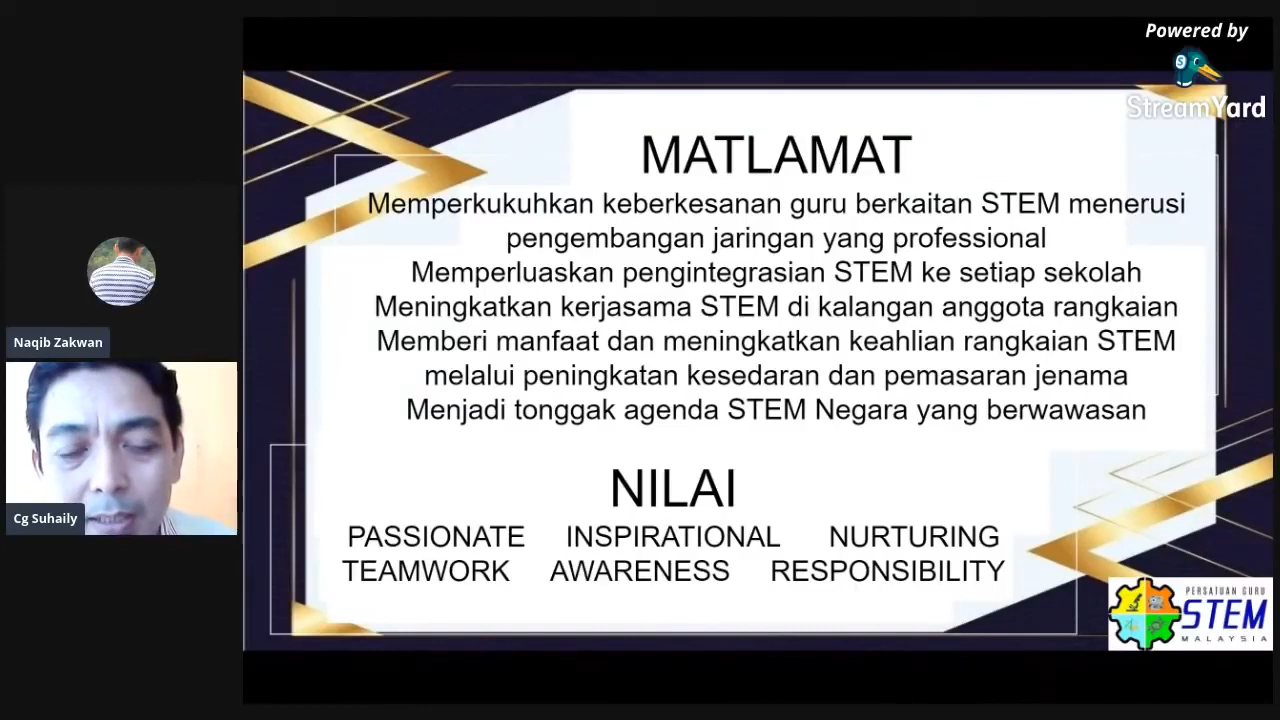 Powered by
StreamYard
MATLAMAT
Memperkukuhkan keberkesanan guru berkaitan STEM menerusi
pengembangan jaringan yang professional
Memperluaskan pengintegrasian STEM ke setiap sekolah
Meningkatkan kerjasama STEM di kalangan anggota rangkaian
Memberi manfaat dan meningkatkan keahlian rangkaian STEM
melalui peningkatan kesedaran dan pemasaran jenama
Menjadi tonggak agenda STEM Negara yang berwawasan
NILAI
PASSIONATE INSPIRATIONAL NURTURING
TEAMWORK AWARENESS RESPONSIBILITY
Naqib Zakwan
Cg Suhaily
PERSATUAN GURU
STEM
MALAYSIA